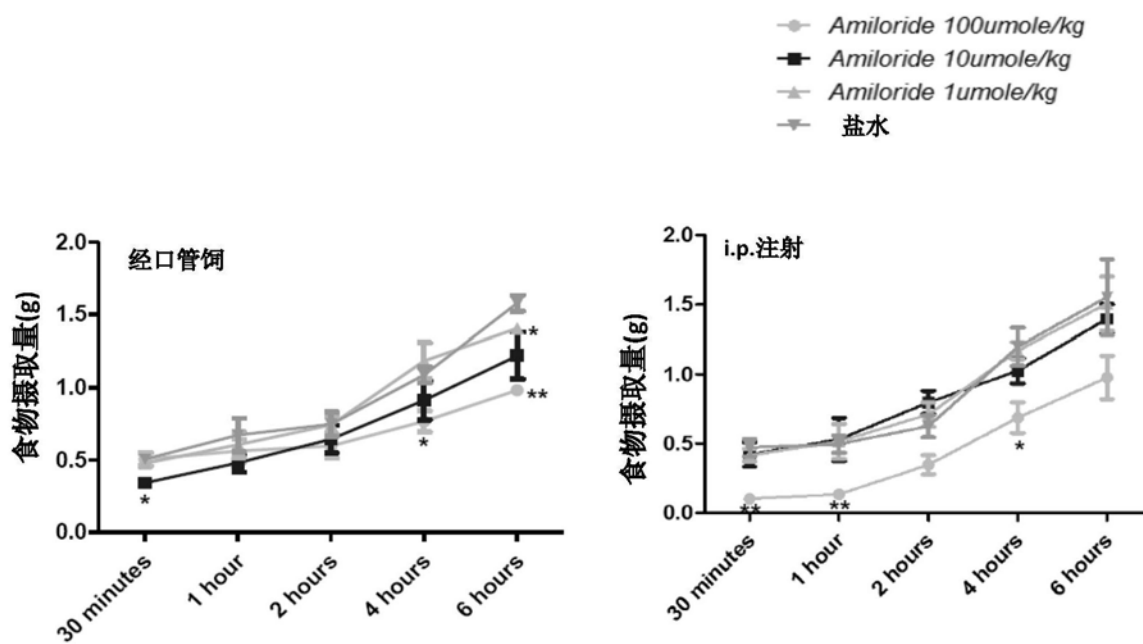 Amiloride 100umole/kg
Amiloride 10umole/kg
Amiloride 1umole/kg
盐水
经口管饲
食物摄取量(g)
2.0
1.5
1.0
0.5
0.0
*
*
*
**
30 minutes
1 hour
2 hours
4 hours
6 hours
i.p.注射
食物摄取量(g)
2.0
1.5
1.0
0.5
0.0
**
**
*
30 minutes
1 hour
2 hours
4 hours
6 hours